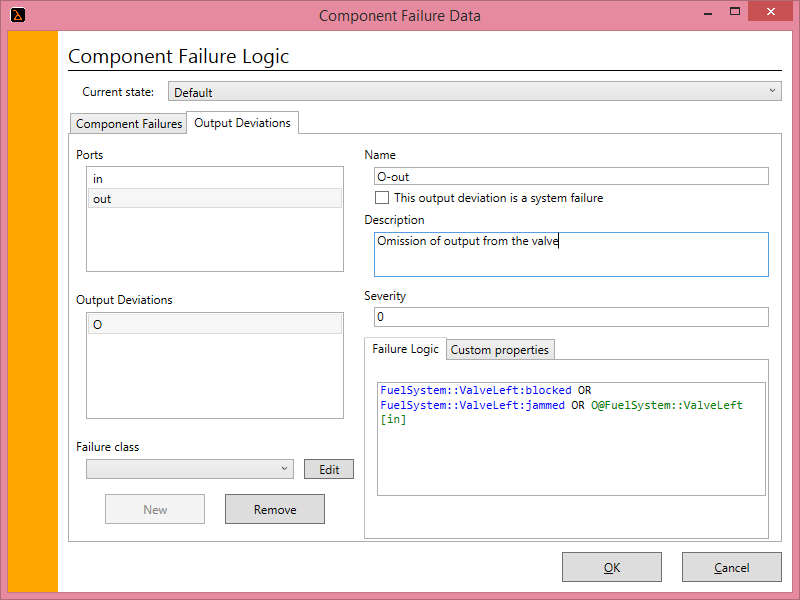 Component Failure Data
Component Failure Logic
Current state: Default
Component Failures Output Deviations
Ports
in
out
Output Deviations
O
Failure class
Edit
New Remove
Name
O-out
This output deviation is a system failure
Description
Omission of output from the valve
Severity
0
Failure Logic Custom properties
FuelSystem::ValveLeft:blocked OR
FuelSystem::ValveLeft:jammed OR O@FuelSystem::ValveLeft
[in]
OK Cancel